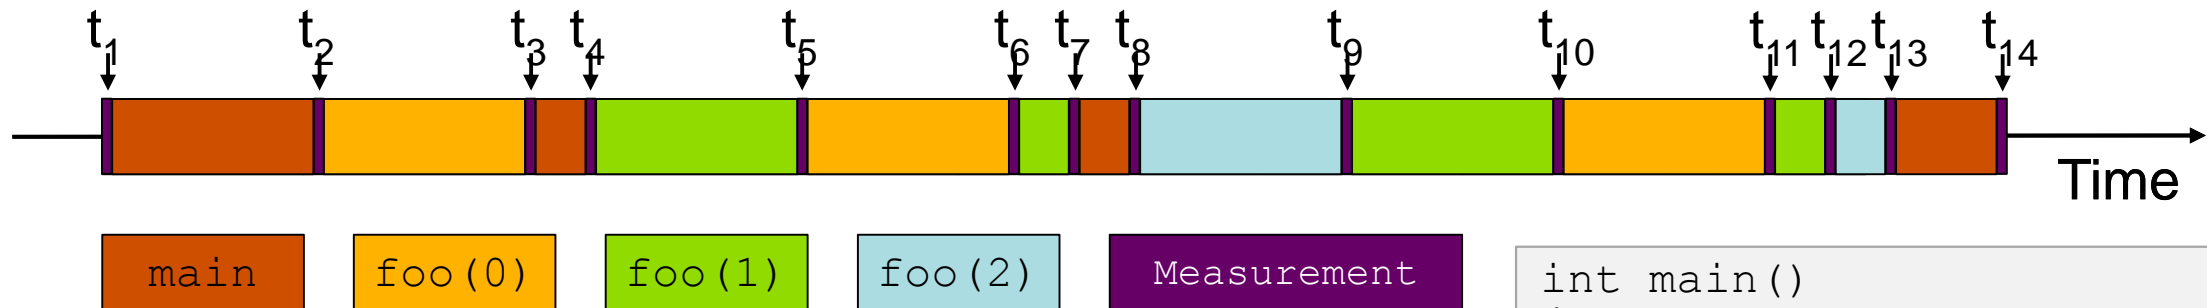 t1 t2 t3 t4 t5 t6 t7 t8 t9 t10 t11 t12 t13 t14
Time
main foo(0) foo(1) foo(2) Measurement
int main()